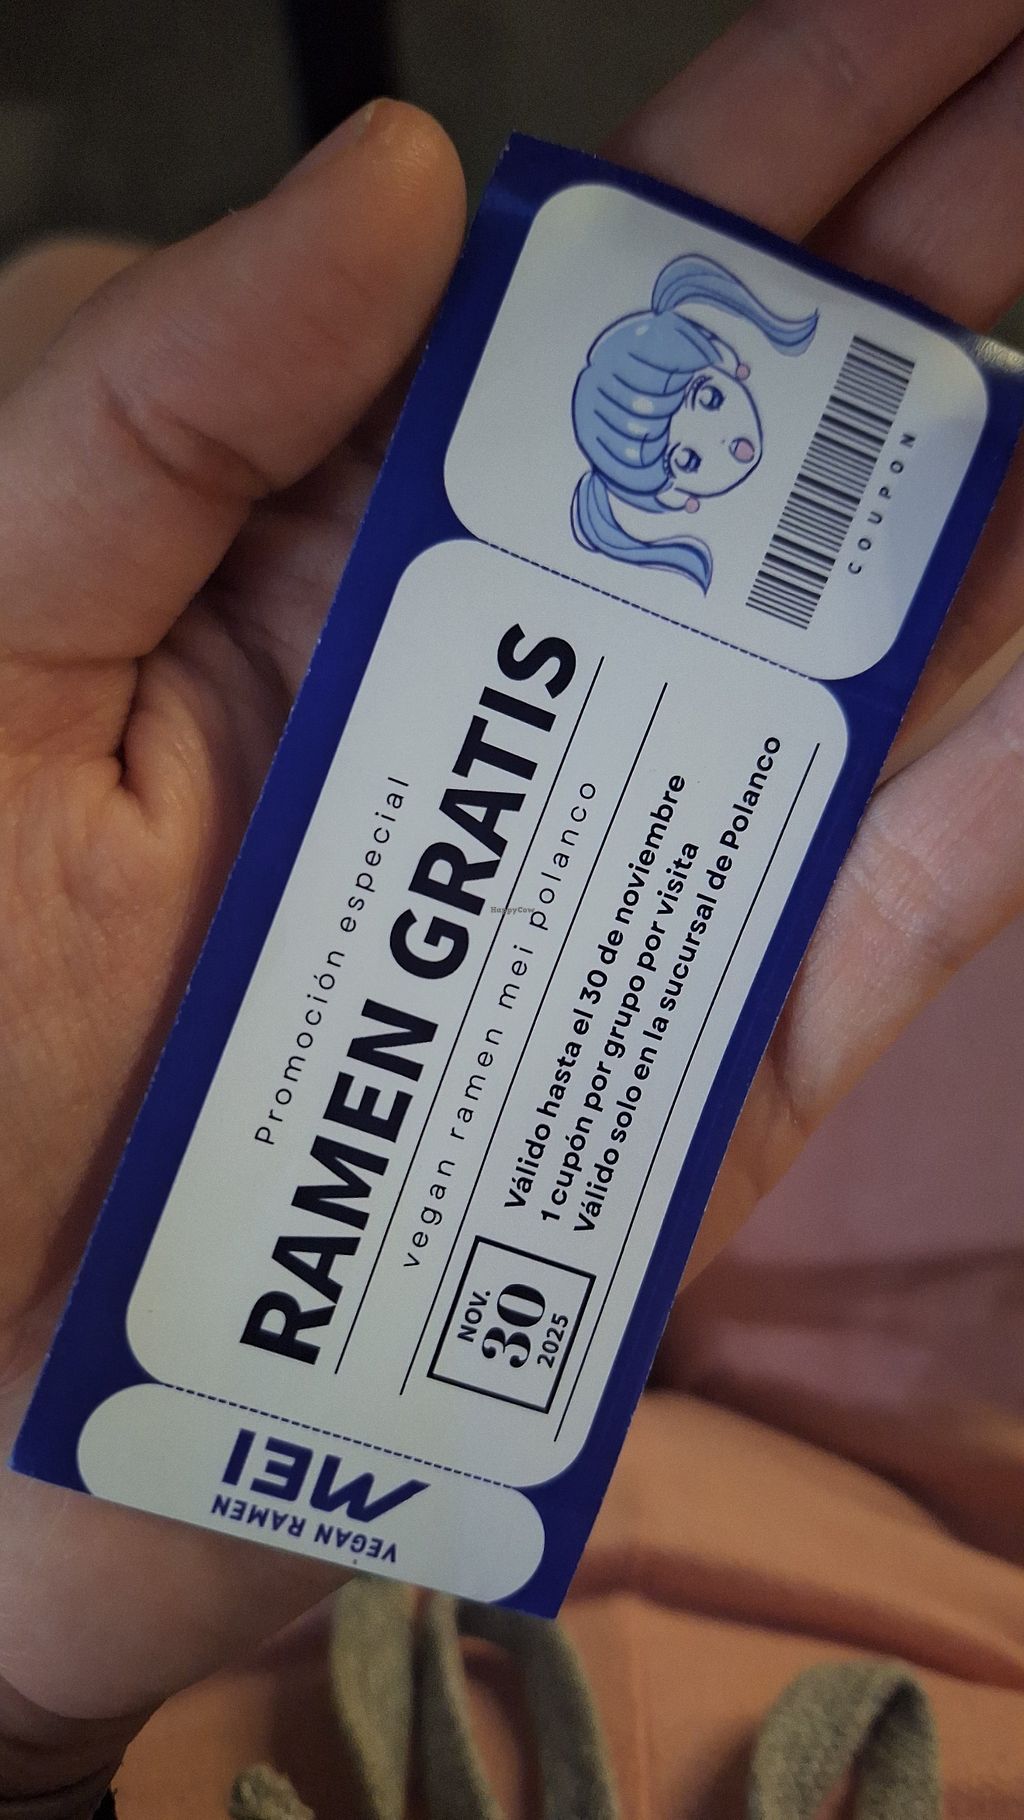 Promoción especial
RAMEN GRATIS
vegan ramen mei polanco
NOV.
30
2025
Válido hasta el 30 de noviembre
1 cupón por grupo por visita
Válido solo en la sucursal de Polanco
COUPON
MEI
VEGAN RAMEN
HappyCow